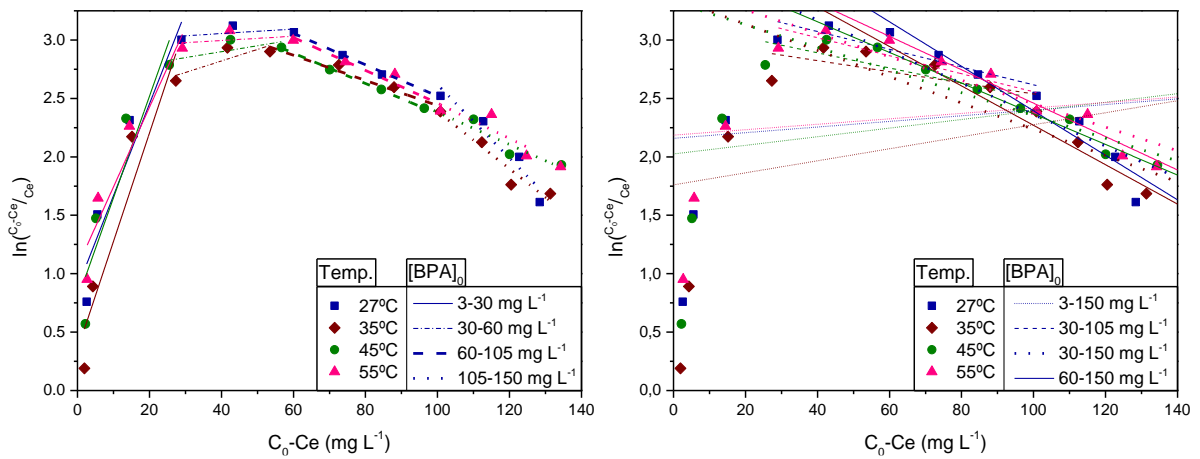 ln(C₀-Ce/Ce)
3.0
2.5
2.0
1.5
1.0
0.5
0.0
0 20 40 60 80 100 120 140
C₀-Ce (mg L⁻¹)
Temp. [BPA]₀
27ºC 3-30 mg L⁻¹
35ºC 30-60 mg L⁻¹
45ºC 60-105 mg L⁻¹
55ºC 105-150 mg L⁻¹
ln(C₀-Ce/Ce)
3,0
2,5
2,0
1,5
1,0
0,5
0,0
0 20 40 60 80 100 120 140
C₀-Ce (mg L⁻¹)
Temp. [BPA]₀
27ºC 3-150 mg L⁻¹
35ºC 30-105 mg L⁻¹
45ºC 30-150 mg L⁻¹
55ºC 60-150 mg L⁻¹